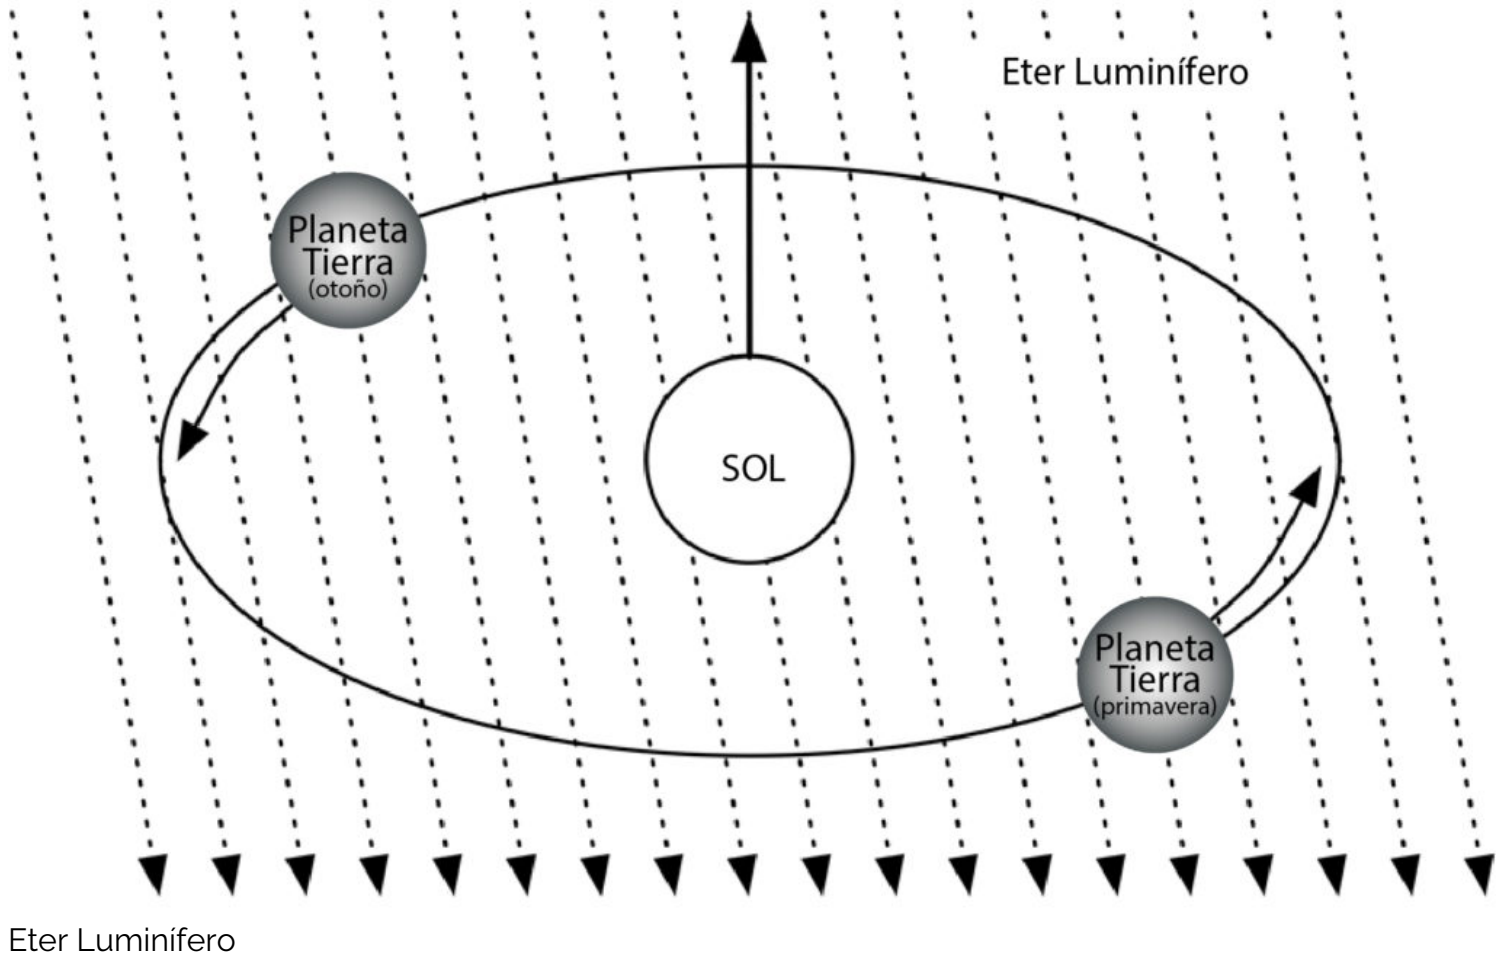 Eter Luminífero
Planeta
Tierra
(otoño)
SOL
Planeta
Tierra
(primavera)
Eter Luminífero